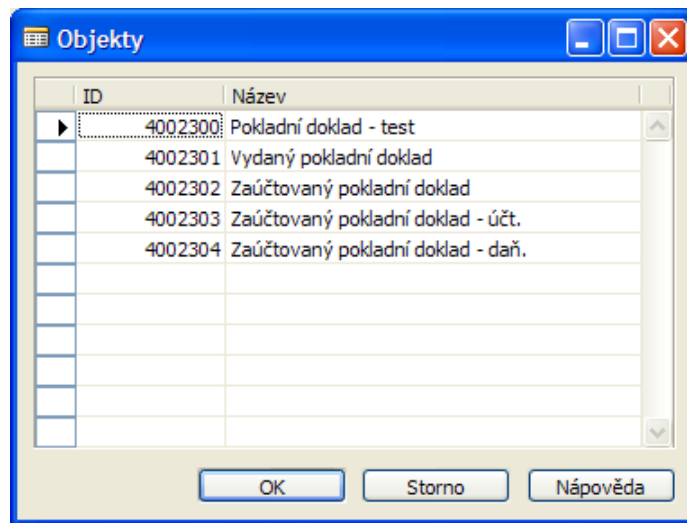 Objekty
ID Název
4002300 Pokladní doklad - test
4002301 Vydaný pokladní doklad
4002302 Zaúčtovaný pokladní doklad
4002303 Zaúčtovaný pokladní doklad - účt.
4002304 Zaúčtovaný pokladní doklad - daň.
OK Storno Nápověda